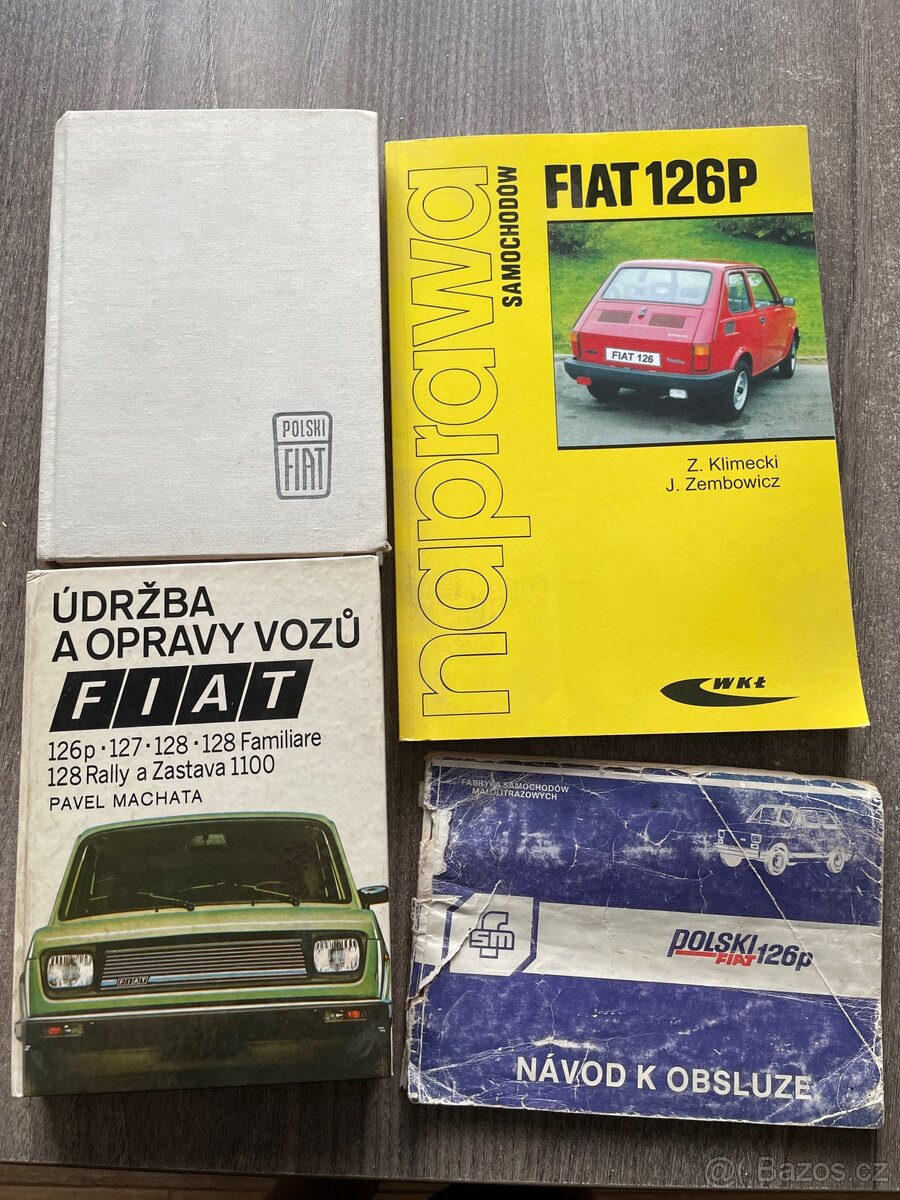 POLSKI
FIAT
naprawa
SAMOCHODÓW
FIAT 126P
FIAT 126
Z. Klimecki
J. Zembowicz
WKŁ
ÚDRŽBA
A OPRAVY VOZŮ
FIAT
126p · 127 · 128 · 128 Familiare
128 Rally a Zastava 1100
PAVEL MACHATA
FIAT
FABRYKA SAMOCHODÓW
MAŁOLITRAŻOWYCH
fsm
POLSKI
FIAT 126p
NÁVOD K OBSLUZE
@ Bazos.cz